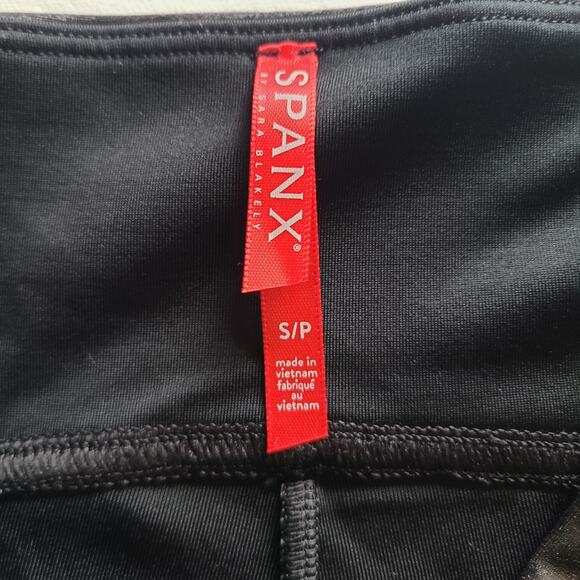 SPANX®
BY SARA BLAKELY
S/P
made in
vietnam
fabriqué
au
vietnam